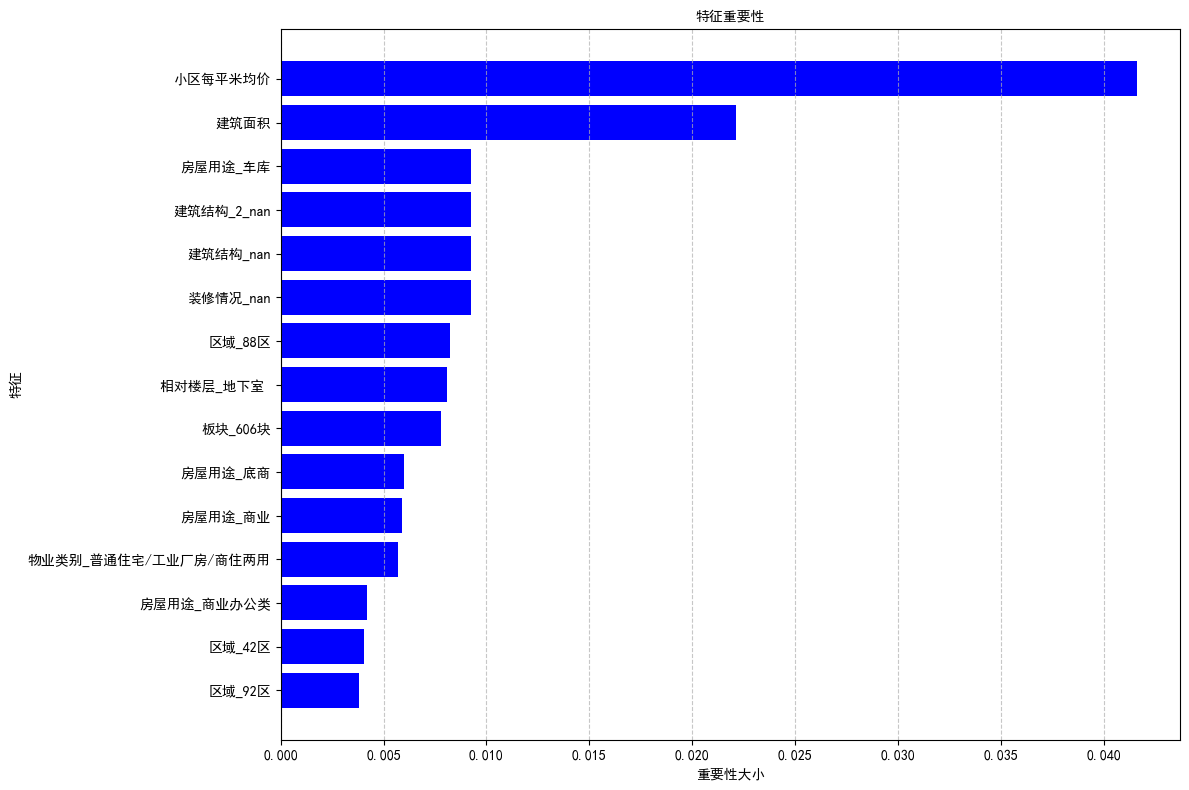 特征重要性
特征
小区每平米均价
建筑面积
房屋用途_车库
建筑结构_2_nan
建筑结构_nan
装修情况_nan
区域_88区
相对楼层_地下室
板块_606块
房屋用途_底商
房屋用途_商业
物业类别_普通住宅/工业厂房/商住两用
房屋用途_商业办公类
区域_42区
区域_92区
0.000 0.005 0.010 0.015 0.020 0.025 0.030 0.035 0.040
重要性大小